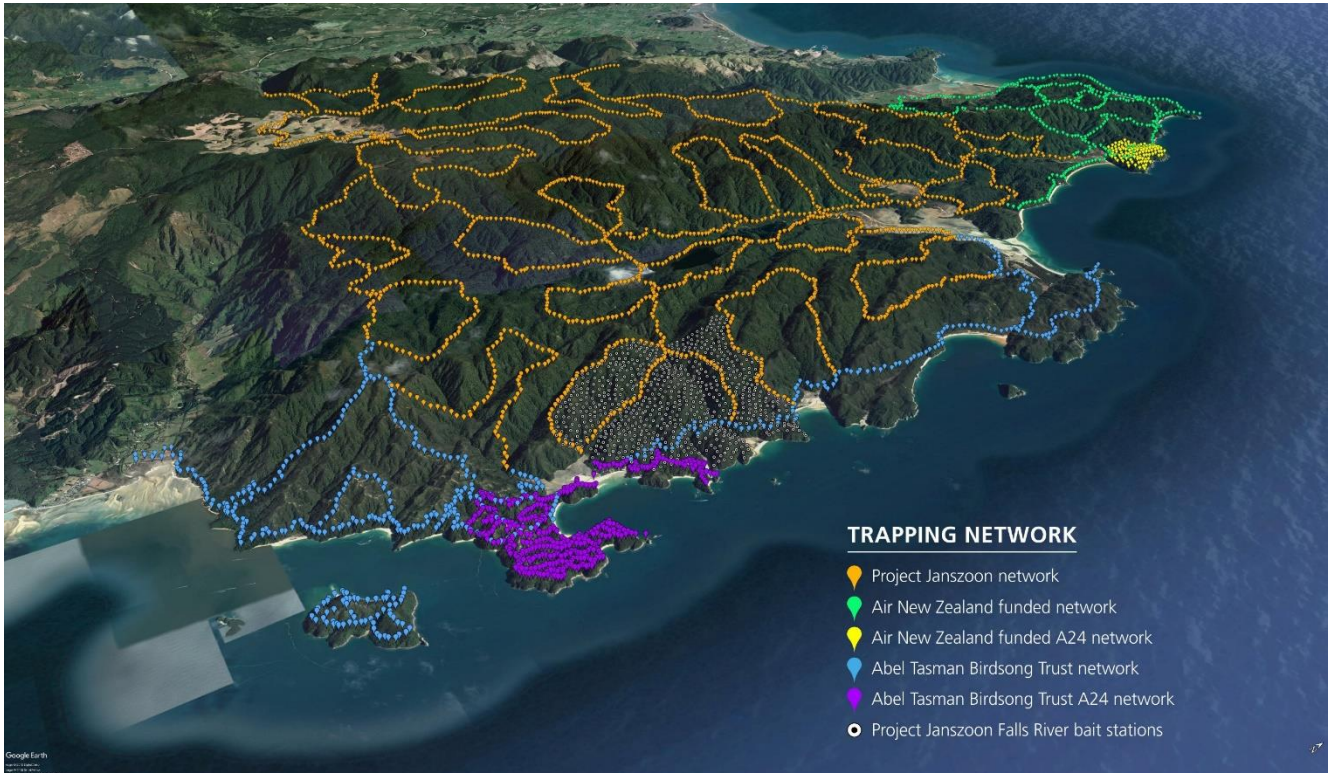 TRAPPING NETWORK
Project Janszoon network
Air New Zealand funded network
Air New Zealand funded A24 network
Abel Tasman Birdsong Trust network
Abel Tasman Birdsong Trust A24 network
Project Janszoon Falls River bait stations
Google Earth